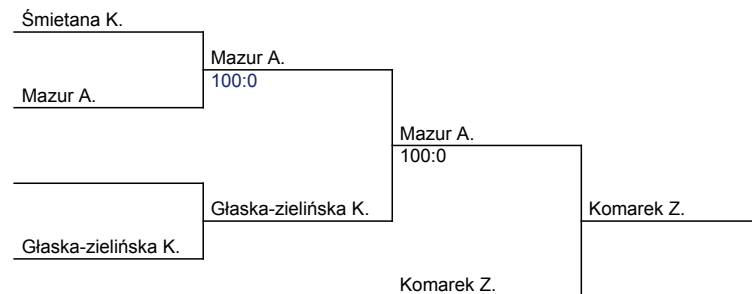 Śmietana K.
Mazur A.
100:0
Mazur A.
Mazur A.
100:0
Głaska-zielińska K.
Komarek Z.
Głaska-zielińska K.
Komarek Z.